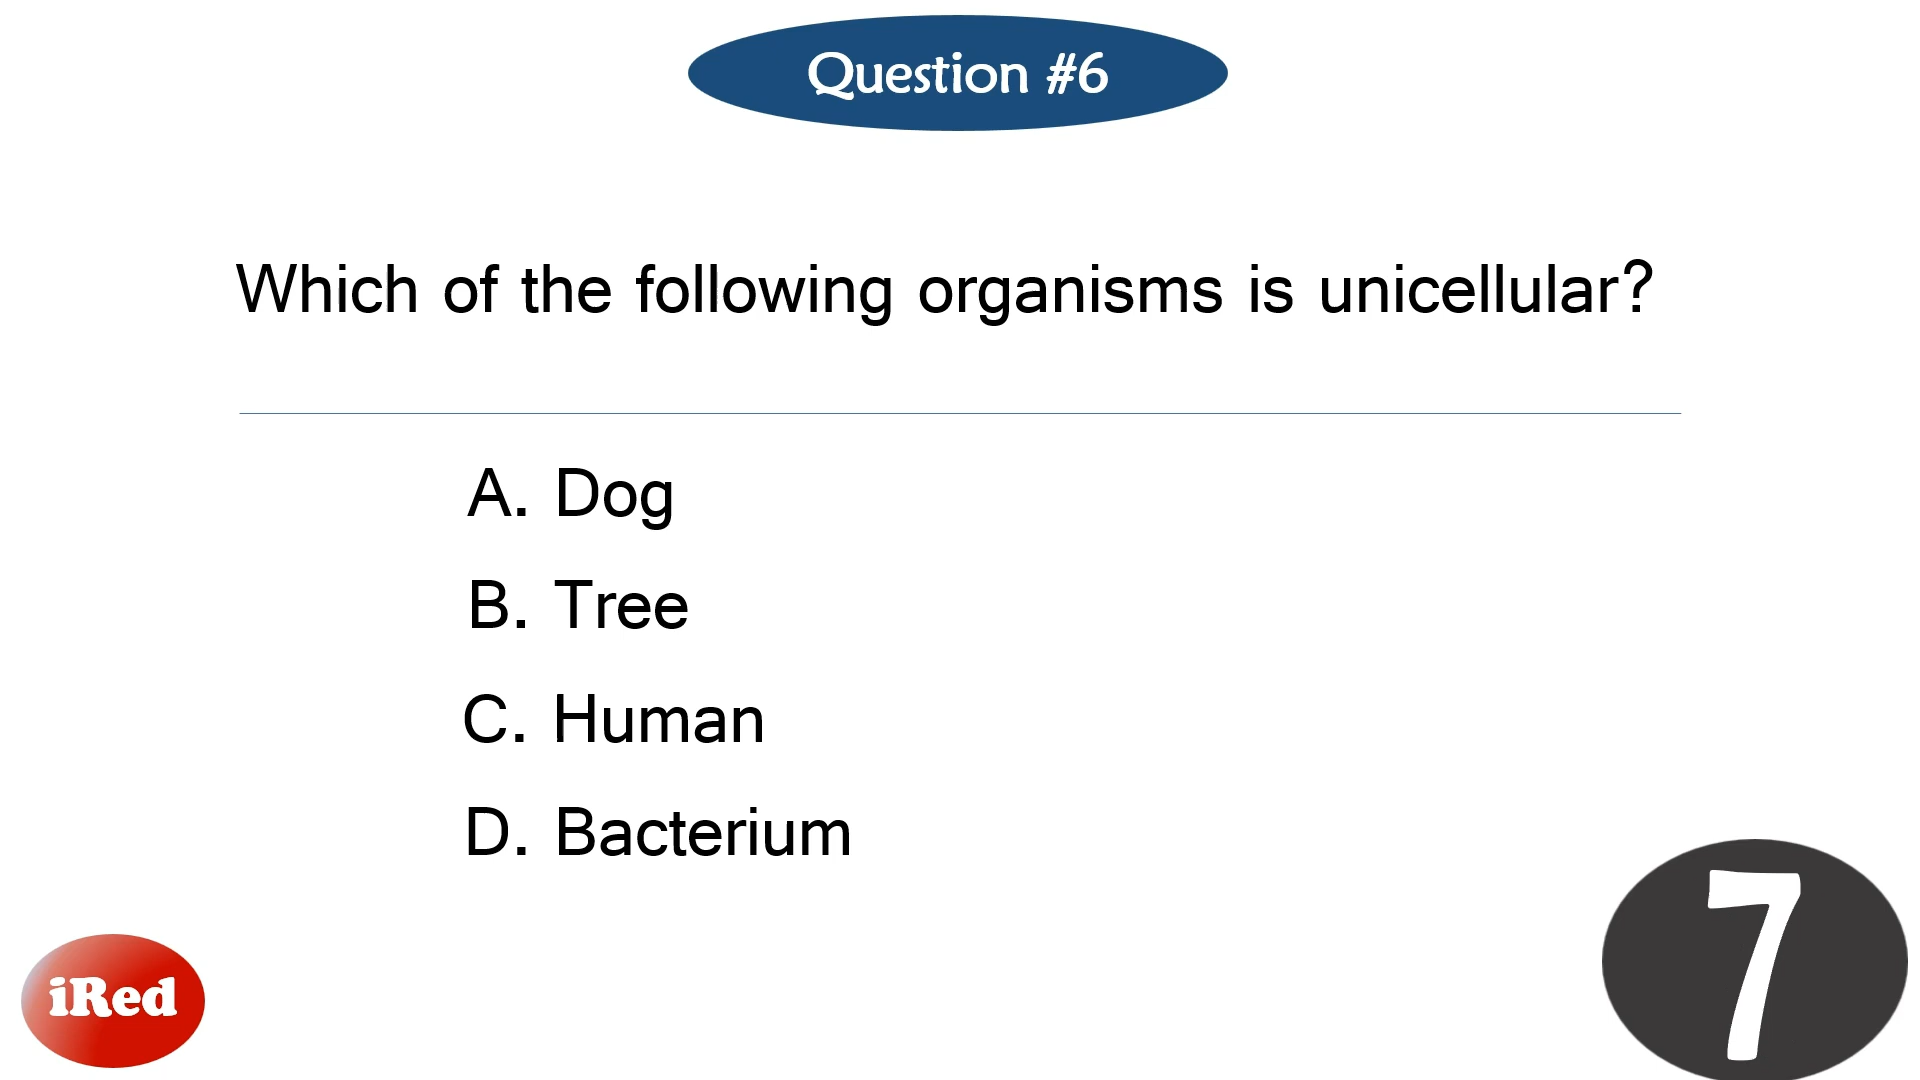 Question #6
Which of the following organisms is unicellular?
A. Dog
B. Tree
C. Human
D. Bacterium
iRed
7